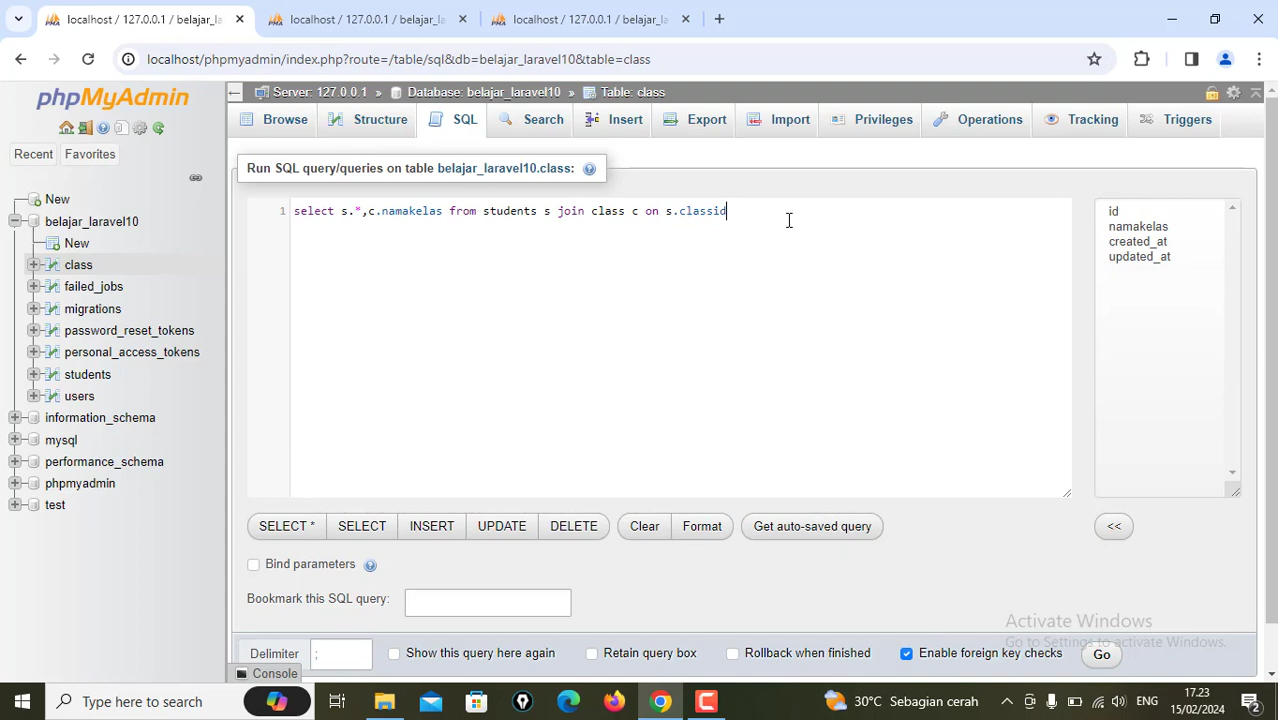 localhost / 127.0.0.1 / belajar_l
localhost / 127.0.0.1 / belajar_l
localhost / 127.0.0.1 / belajar_l
localhost/phpmyadmin/index.php?route=/table/sql&db=belajar_laravel10&table=class
phpMyAdmin
Recent
Favorites
New
belajar_laravel10
New
class
failed_jobs
migrations
password_reset_tokens
personal_access_tokens
students
users
information_schema
mysql
performance_schema
phpmyadmin
test
Server: 127.0.0.1 » Database: belajar_laravel10 » Table: class
Browse
Structure
SQL
Search
Insert
Export
Import
Privileges
Operations
Tracking
Triggers
Run SQL query/queries on table belajar_laravel10.class:
1 select s.*,c.namakelas from students s join class c on s.classid
id
namakelas
created_at
updated_at
SELECT *
SELECT
INSERT
UPDATE
DELETE
Clear
Format
Get auto-saved query
<<
Bind parameters
Bookmark this SQL query:
Activate Windows
Go to Settings to activate Windows.
Delimiter ;
Show this query here again
Retain query box
Rollback when finished
Enable foreign key checks
Go
Console
Type here to search
30°C Sebagian cerah
ENG
17.23
15/02/2024
2